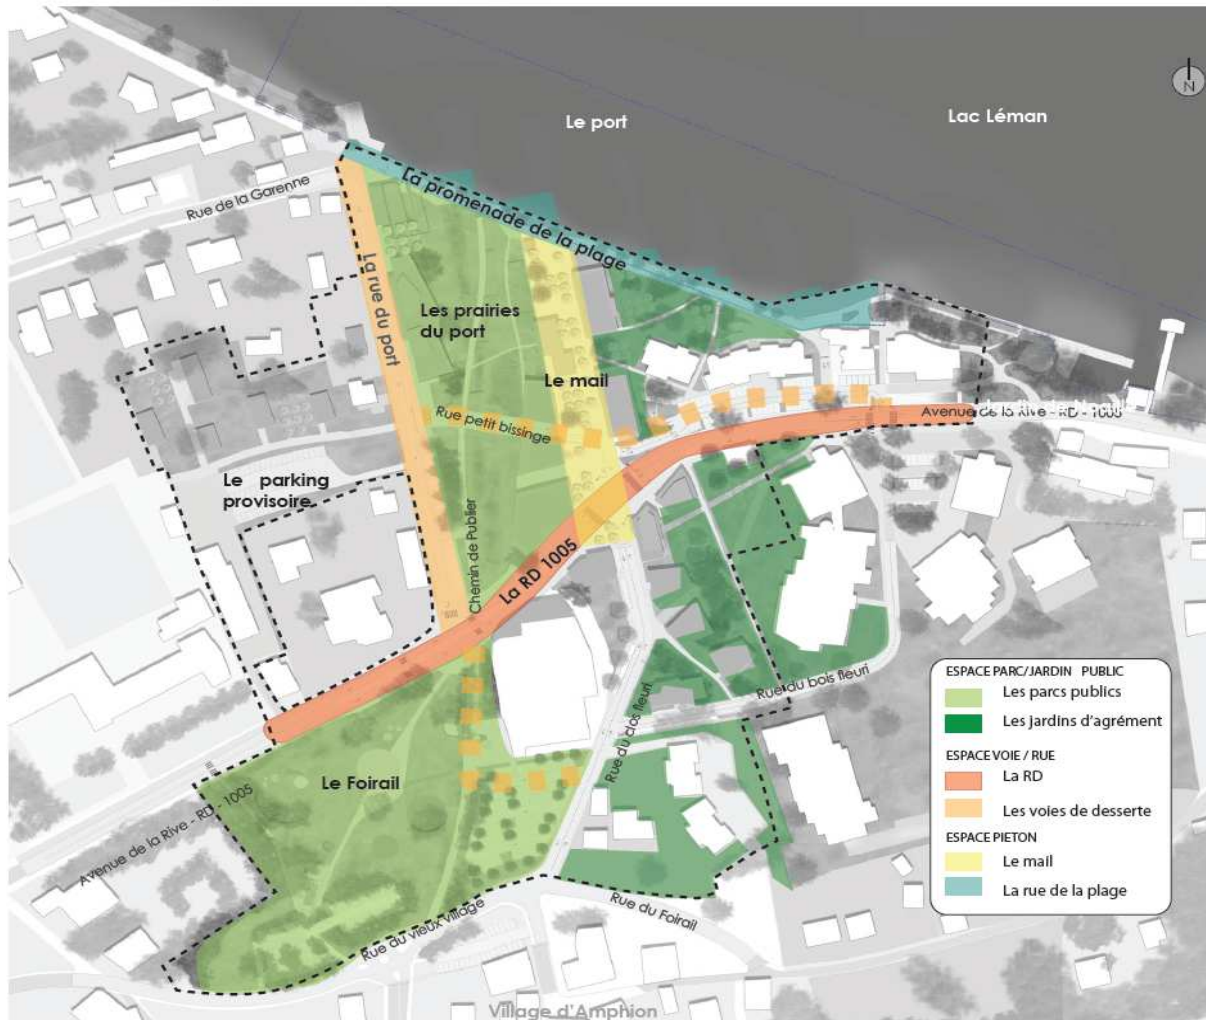 N
Le port
Lac Léman
La promenade de la plage
Rue de la Garenne
La rue du port
Les prairies
du port
Le mail
Rue petit bissinge
Avenue de la Rive - RD - 1005
Le parking
provisoire
Chemin de Publier
La RD 1005
Rue du bois fleuri
Rue du clos fleuri
Le Foirail
Avenue de la Rive - RD - 1005
Rue du vieux village
Rue du Foirail
Village d'Amphion
ESPACE PARC/JARDIN PUBLIC
Les parcs publics
Les jardins d'agrément
ESPACE VOIE / RUE
La RD
Les voies de desserte
ESPACE PIETON
Le mail
La rue de la plage